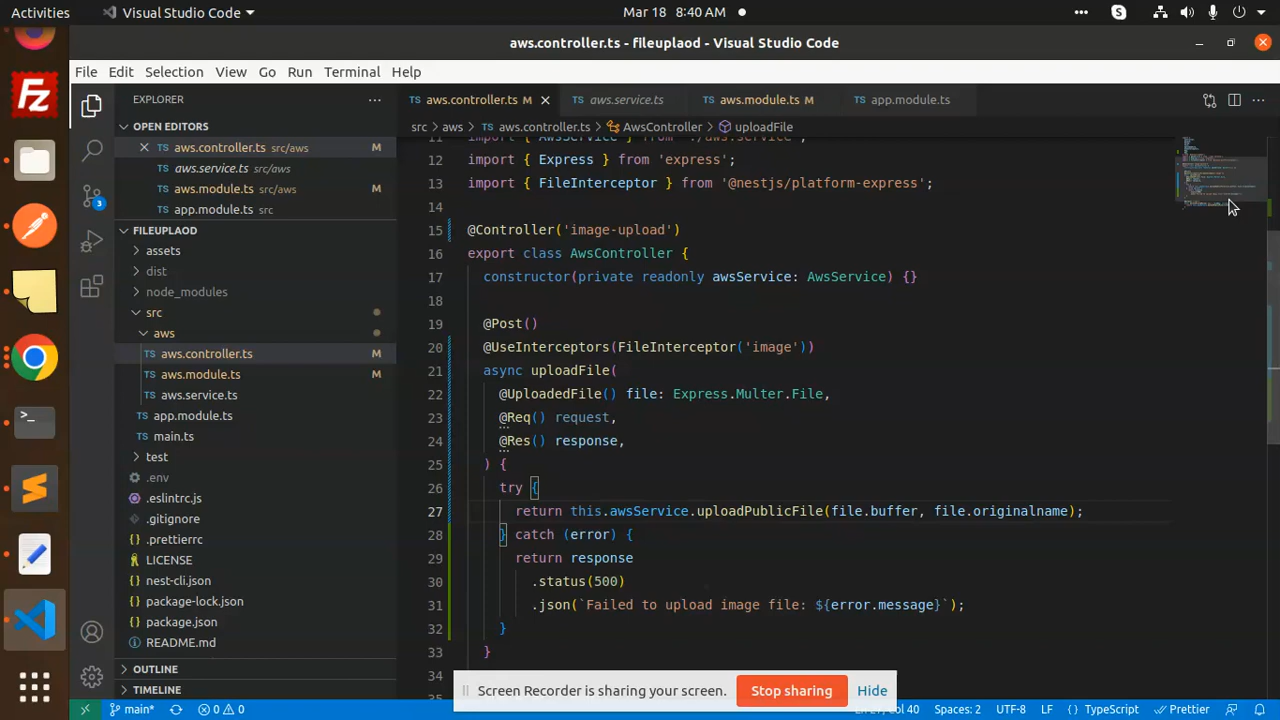 Activities
Visual Studio Code
Mar 18 8:40 AM
aws.controller.ts - fileuplaod - Visual Studio Code
File Edit Selection View Go Run Terminal Help
EXPLORER
OPEN EDITORS
aws.controller.ts src/aws M
aws.service.ts src/aws
aws.module.ts src/aws M
app.module.ts src
FILEUPLAOD
assets
dist
node_modules
src
aws
TS aws.controller.ts M
TS aws.module.ts M
TS aws.service.ts
TS app.module.ts
TS main.ts
test
.env
.eslintrc.js
.gitignore
.prettierrc
LICENSE
nest-cli.json
package-lock.json
package.json
README.md
OUTLINE
TIMELINE
TS aws.controller.ts M
TS aws.service.ts
TS aws.module.ts M
TS app.module.ts
src > aws > TS aws.controller.ts > AwsController > uploadFile
11 import { AwsService } from './aws.service';
12 import { Express } from 'express';
13 import { FileInterceptor } from '@nestjs/platform-express';
14
15 @Controller('image-upload')
16 export class AwsController {
17 constructor(private readonly awsService: AwsService) {}
18
19 @Post()
20 @UseInterceptors(FileInterceptor('image'))
21 async uploadFile(
22 @UploadedFile() file: Express.Multer.File,
23 @Req() request,
24 @Res() response,
25 ) {
26 try {
27 return this.awsService.uploadPublicFile(file.buffer, file.originalname);
28 } catch (error) {
29 return response
30 .status(500)
31 .json(`Failed to upload image file: ${error.message}`);
32 }
33 }
34
Screen Recorder is sharing your screen.
Stop sharing
Hide
main* 0 0
Spaces: 2 UTF-8 LF { } TypeScript Prettier